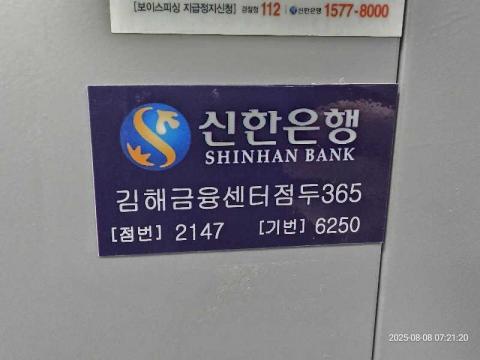 [보이스피싱 지급정지신청] 경찰청 112 | 신한은행 1577-8000
신한은행
SHINHAN BANK
김해금융센터점두365
[점번] 2147 [기번] 6250
2025-08-08 07:21:20